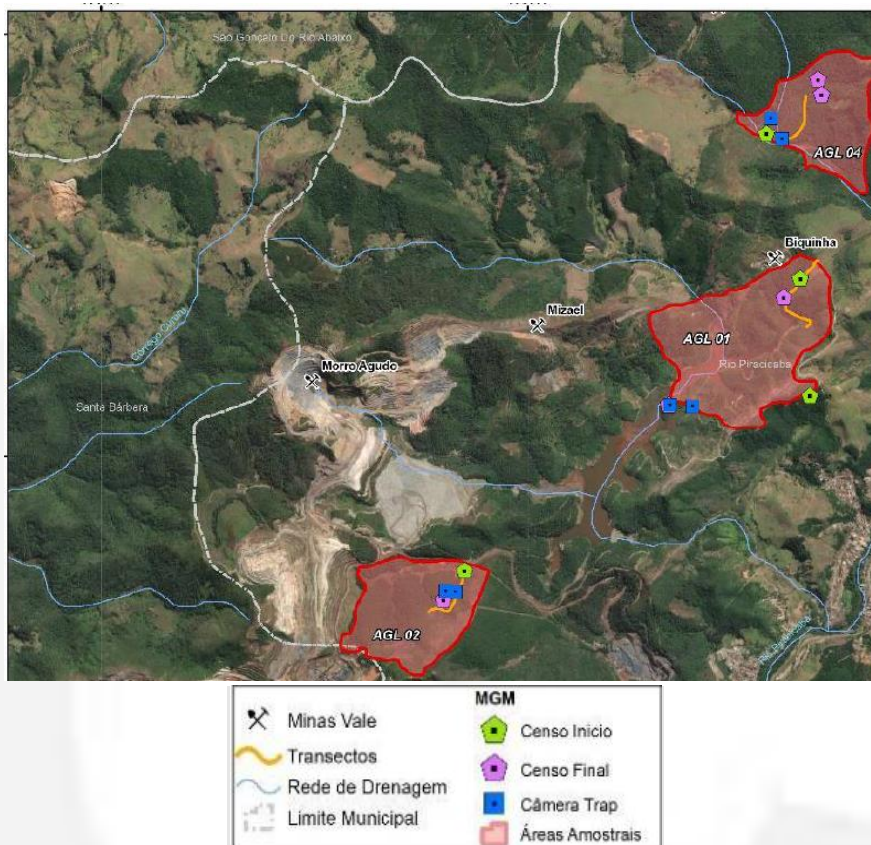 São Gonçalo do Rio Abaixo
AGL 04
Biquinha
Mizael
AGL 01
Rio Piracicaba
Morro Agudo
Santa Bárbara
AGL 02
Minas Vale
Transectos
Rede de Drenagem
Limite Municipal
MGM
Censo Inicio
Censo Final
Câmera Trap
Áreas Amostrais